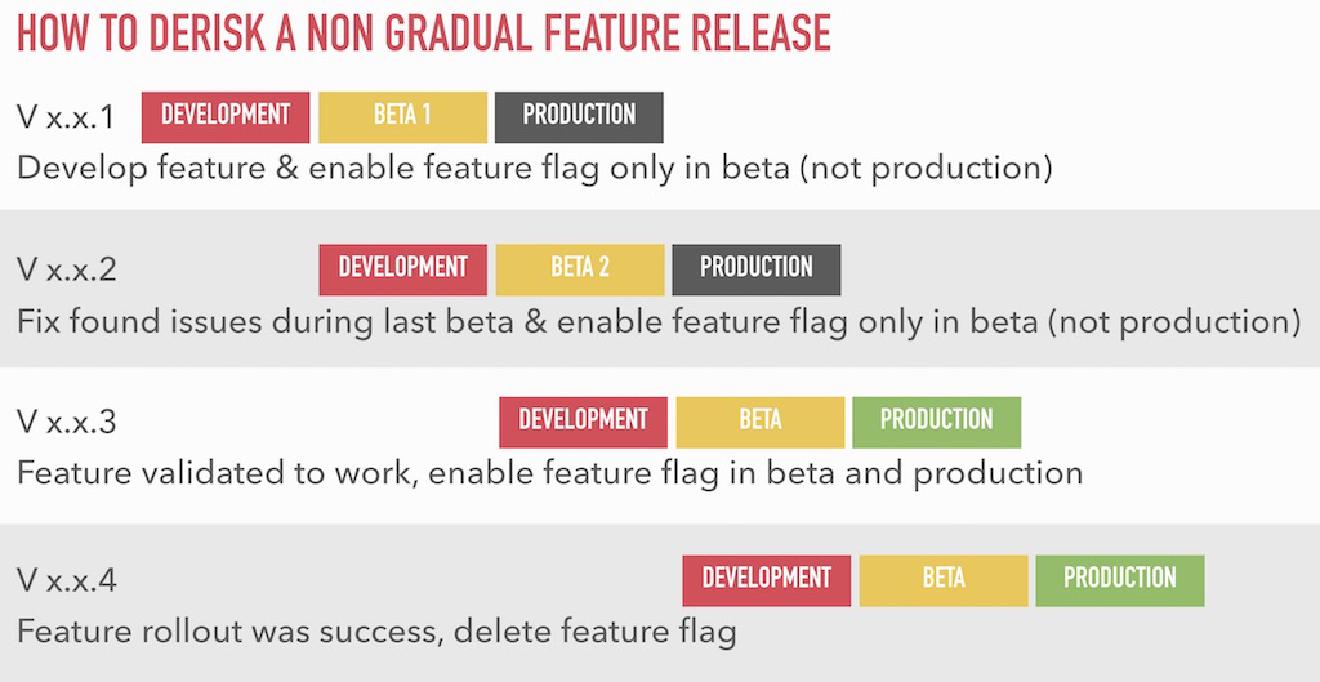 HOW TO DERISK A NON GRADUAL FEATURE RELEASE
V x.x.1 DEVELOPMENT BETA 1 PRODUCTION
Develop feature & enable feature flag only in beta (not production)
V x.x.2 DEVELOPMENT BETA 2 PRODUCTION
Fix found issues during last beta & enable feature flag only in beta (not production)
V x.x.3 DEVELOPMENT BETA PRODUCTION
Feature validated to work, enable feature flag in beta and production
V x.x.4 DEVELOPMENT BETA PRODUCTION
Feature rollout was success, delete feature flag